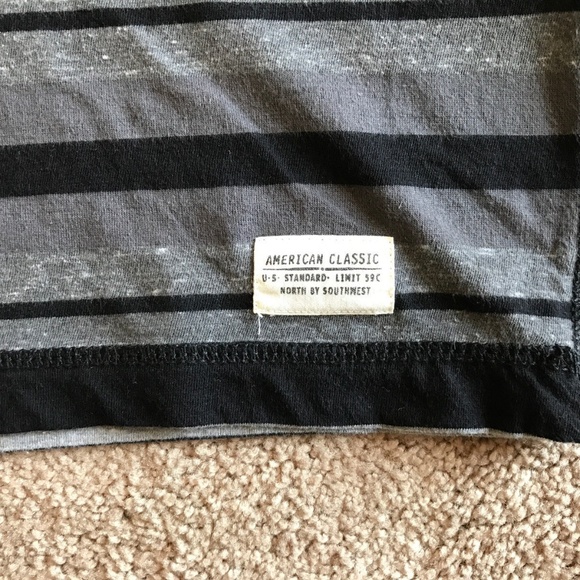 AMERICAN CLASSIC
U·S· STANDARD· LIMIT 59C
NORTH BY SOUTHWEST